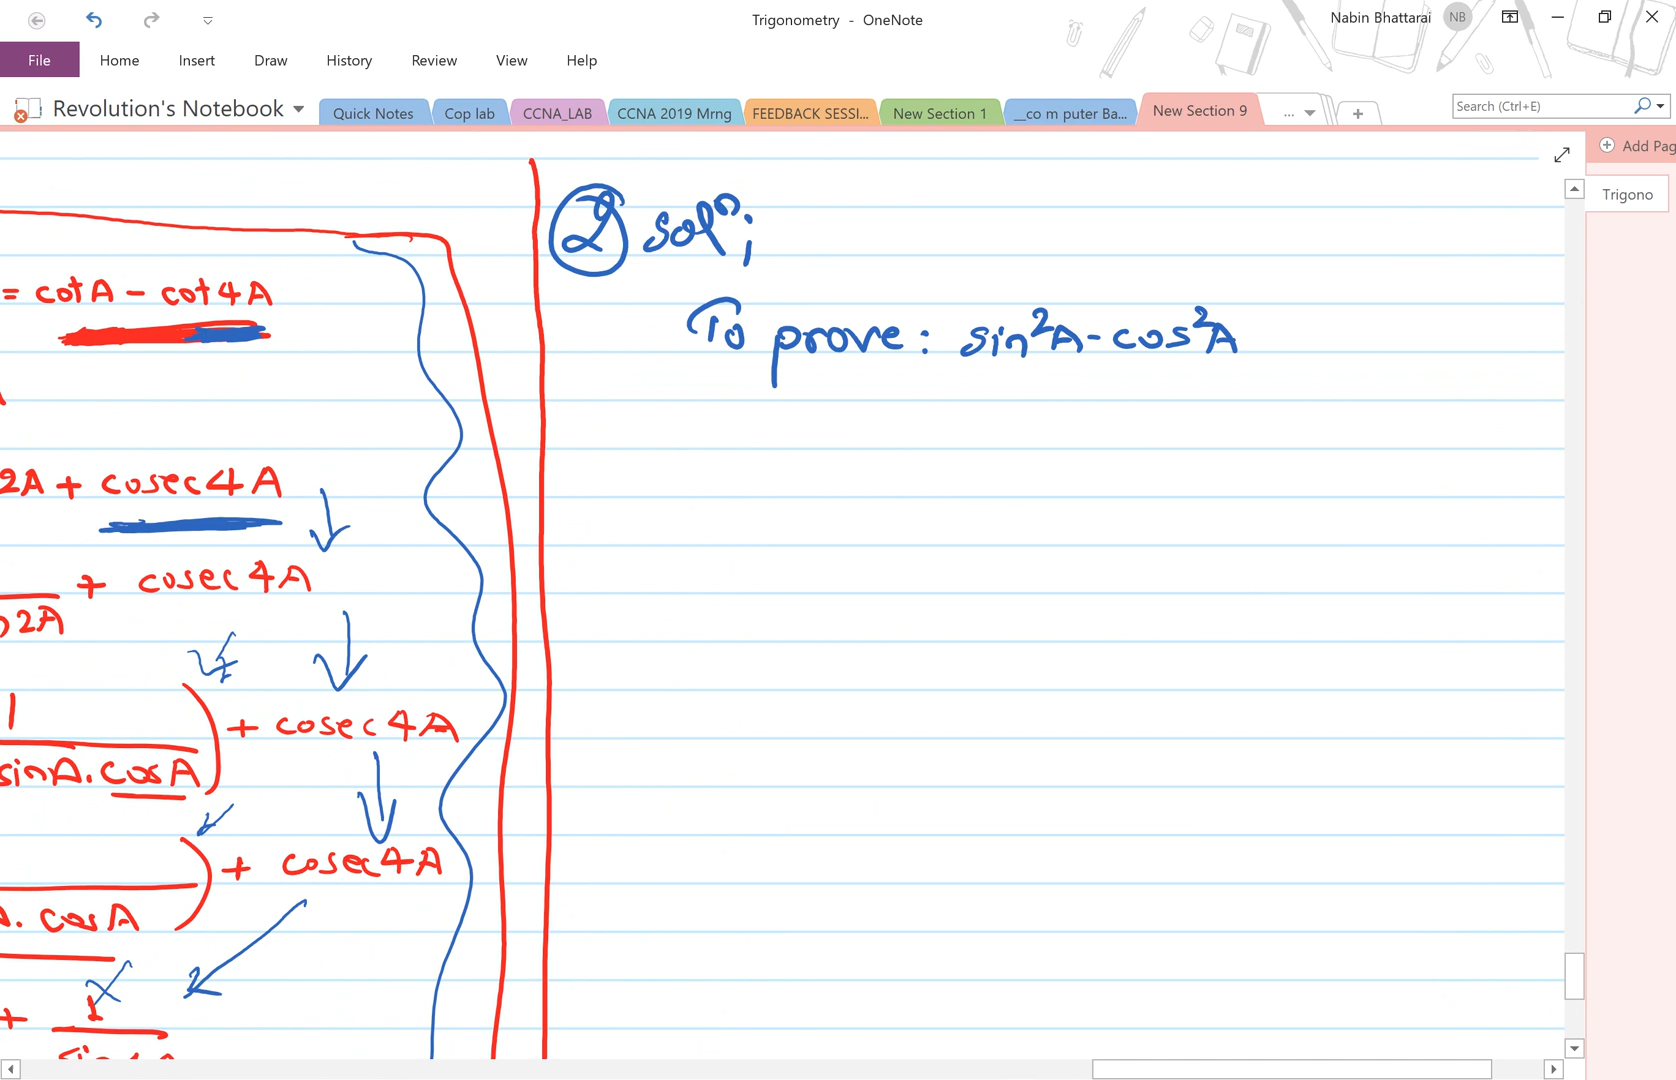 Trigonometry - OneNote
Nabin Bhattarai NB
File Home Insert Draw History Review View Help
Revolution's Notebook
Quick Notes Cop lab CCNA_LAB CCNA 2019 Mrng FEEDBACK SESSI... New Section 1 __co m puter Ba... New Section 9 ...
Search (Ctrl+E)
Add Pag
Trigono
= cotA - cot4A
2A + cosec4A
+ cosec4A
2A
1
+ cosec4A
sinA.cosA
+ cosec4A
. cosA
+ 1
② solⁿ;
To prove: sin²A - cos²A